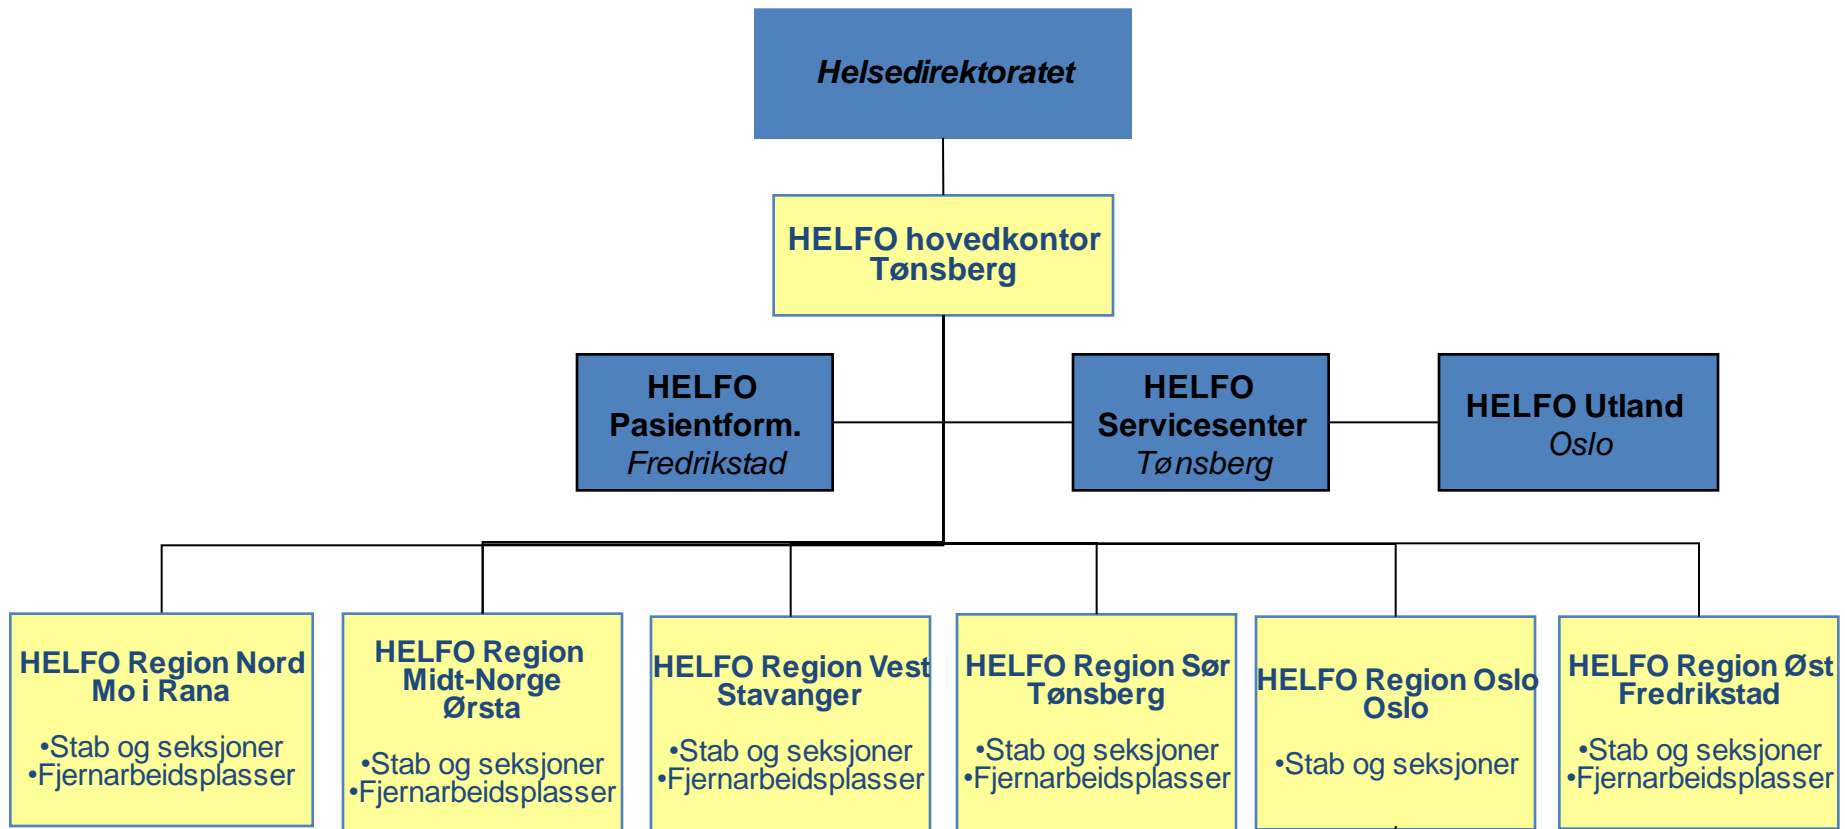 Helsedirektoratet
HELFO hovedkontor
Tønsberg
HELFO
Pasientform.
Fredrikstad
HELFO
Servicesenter
Tønsberg
HELFO Utland
Oslo
HELFO Region Nord
Mo i Rana
•Stab og seksjoner
•Fjernarbeidsplasser
HELFO Region
Midt-Norge
Ørsta
•Stab og seksjoner
•Fjernarbeidsplasser
HELFO Region Vest
Stavanger
•Stab og seksjoner
•Fjernarbeidsplasser
HELFO Region Sør
Tønsberg
•Stab og seksjoner
•Fjernarbeidsplasser
HELFO Region Oslo
Oslo
•Stab og seksjoner
HELFO Region Øst
Fredrikstad
•Stab og seksjoner
•Fjernarbeidsplasser